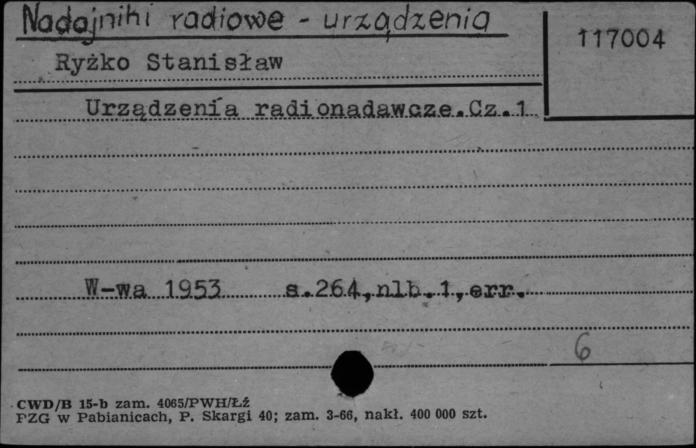 Nadajniki radiowe - urządzenia
117004
Ryżko Stanisław
Urządzenia radionadawcze.Cz.1
W-wa 1953 s.264,nlb.1,err.
6
CWD/B 15-b zam. 4065/PWH/Łź
PZG w Pabianicach, P. Skargi 40; zam. 3-66, nakł. 400 000 szt.